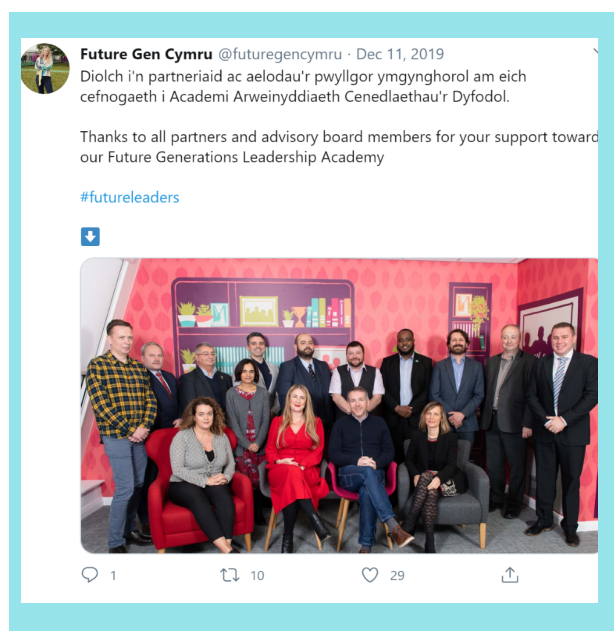 Future Gen Cymru @futuregencymru · Dec 11, 2019
Diolch i'n partneriaid ac aelodau'r pwyllgor ymgynghorol am eich
cefnogaeth i Academi Arweinyddiaeth Cenedlaethau'r Dyfodol.
Thanks to all partners and advisory board members for your support toward
our Future Generations Leadership Academy
#futureleaders
1 10 29